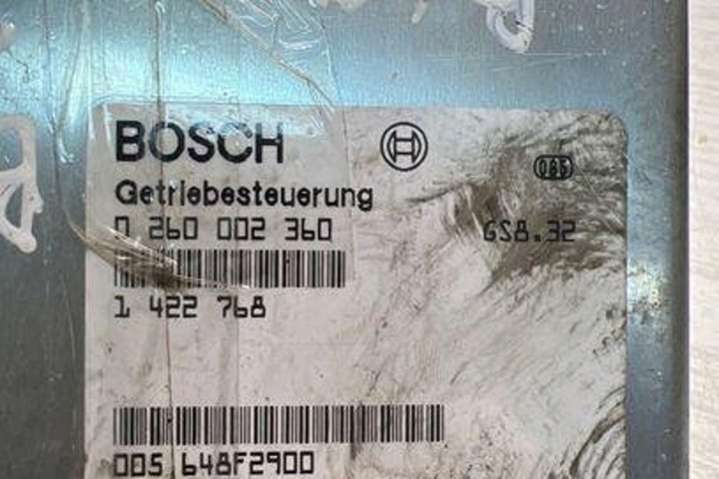 BOSCH
Getriebesteuerung
0 260 002 360 GS8.32
1 422 768
005 648F2900